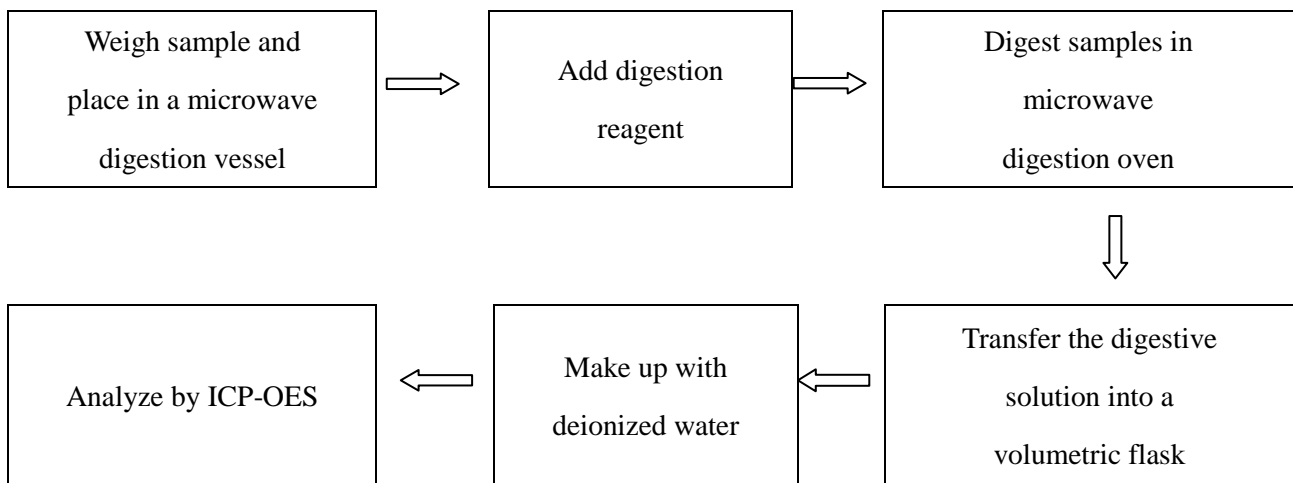 Weigh sample and
place in a microwave
digestion vessel
Add digestion
reagent
Digest samples in
microwave
digestion oven
Transfer the digestive
solution into a
volumetric flask
Make up with
deionized water
Analyze by ICP-OES